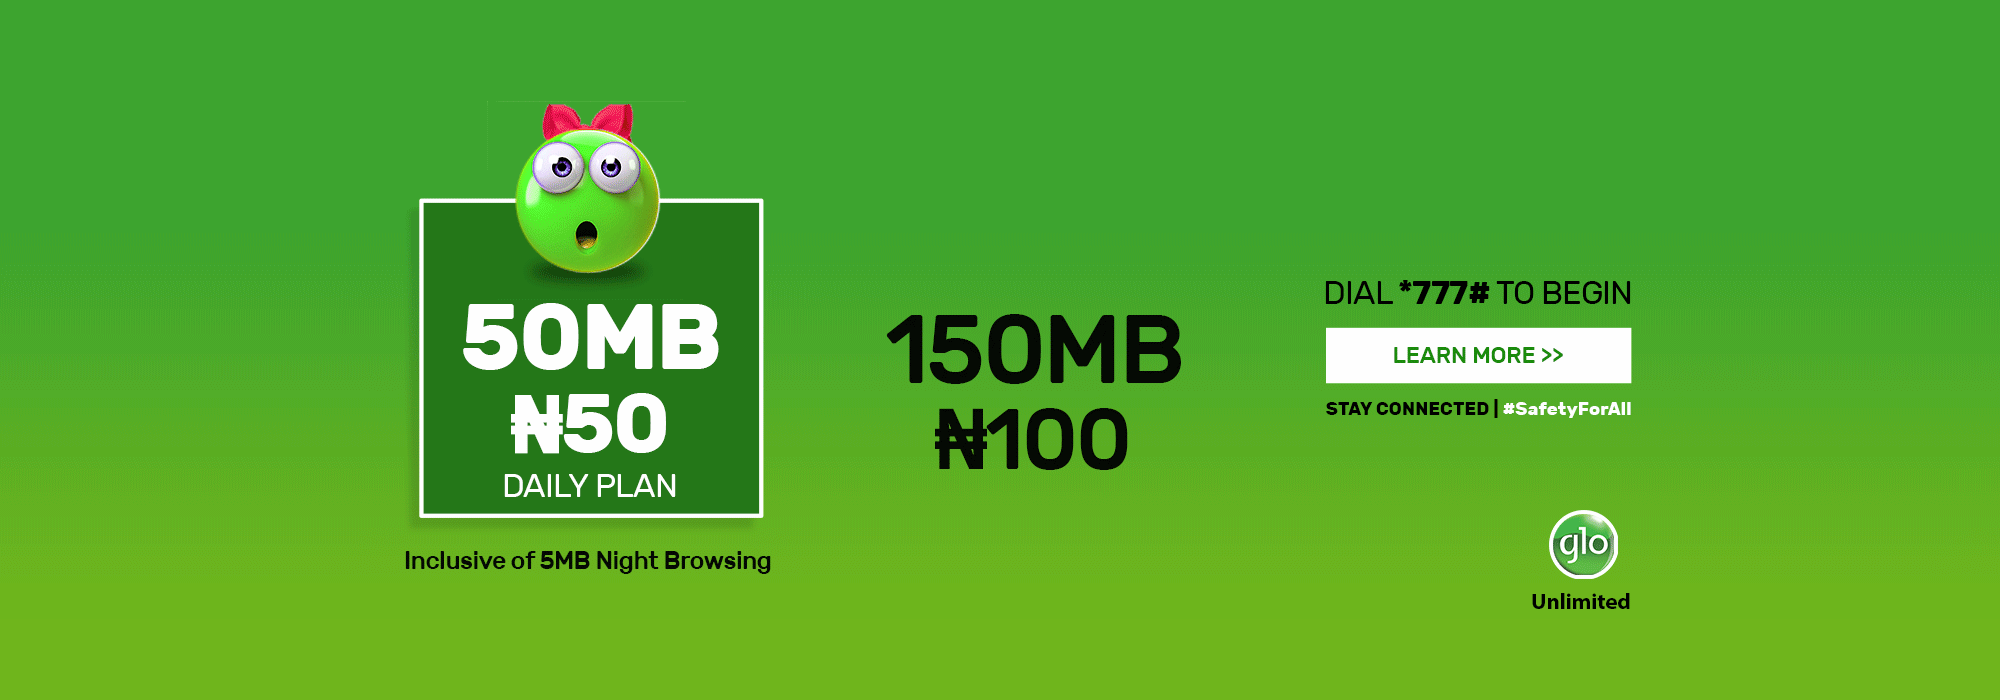 50MB
₦50
DAILY PLAN
Inclusive of 5MB Night Browsing
150MB
₦100
DIAL *777# TO BEGIN
LEARN MORE >>
STAY CONNECTED | #SafetyForAll
glo
Unlimited